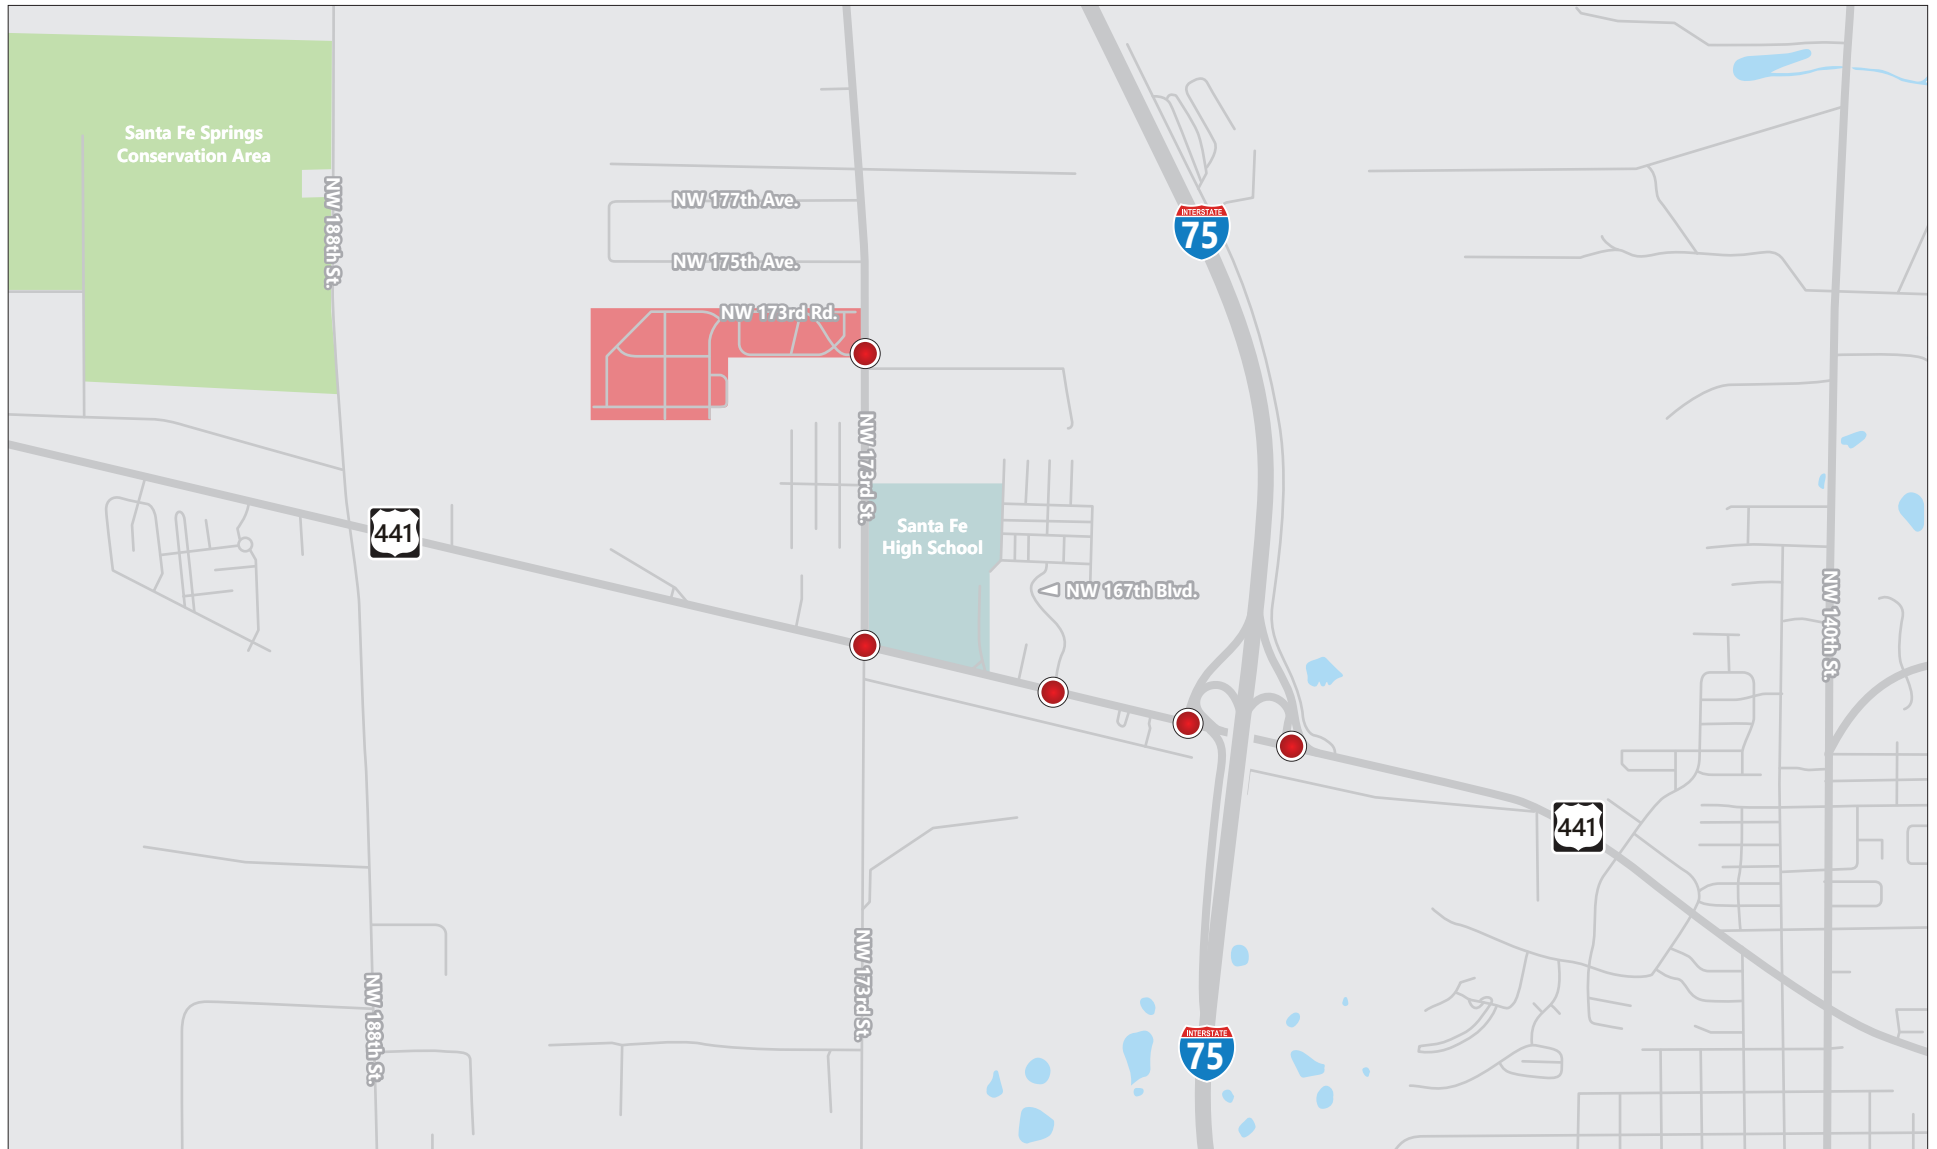 Santa Fe Springs
Conservation Area
NW 188th St.
NW 177th Ave.
INTERSTATE
75
NW 175th Ave.
NW 173rd Rd.
NW 173rd St.
441
Santa Fe
High School
NW 167th Blvd.
NW 140th St.
441
NW 173rd St.
NW 188th St.
INTERSTATE
75